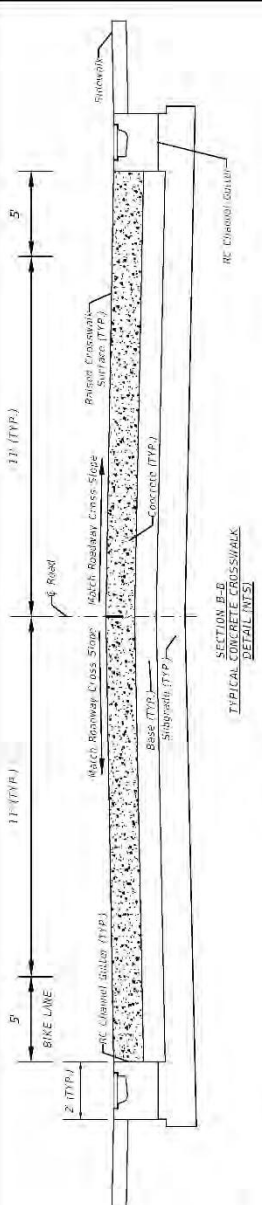 5'
11' (TYP.)
11' (TYP.)
5'
BIKE LANE
℄ Road
2' (TYP.)
RC Channel Gutter (TYP.)
Match Roadway Cross Slope
Match Roadway Cross Slope
Raised Crosswalk
Surface (TYP.)
Sidewalk
Base (TYP.)
Subgrade (TYP.)
Concrete (TYP.)
RC Channel Gutter
SECTION B-B
TYPICAL CONCRETE CROSSWALK
DETAIL (NTS)